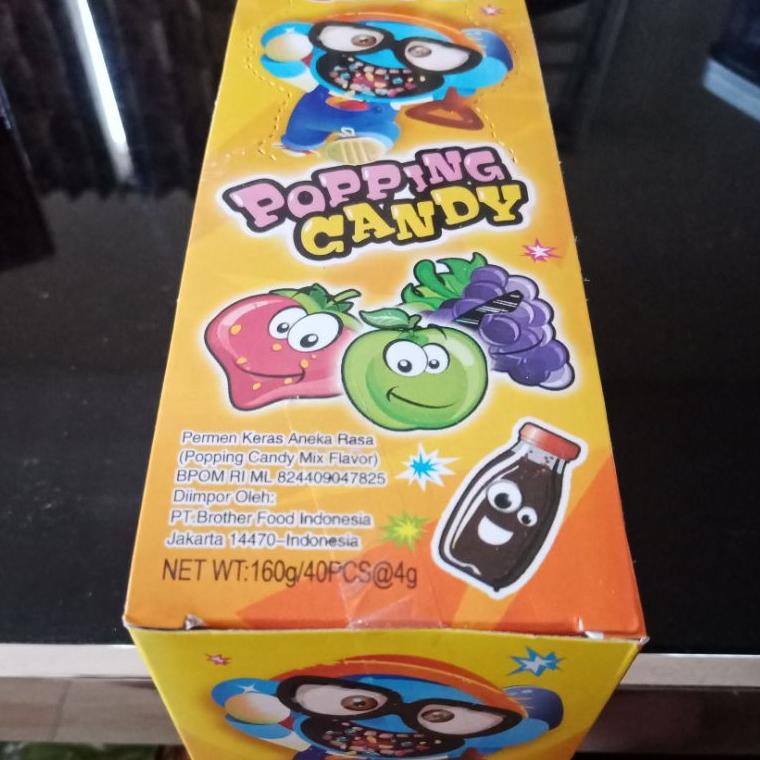 POPPING
CANDY
Permen Keras Aneka Rasa
(Popping Candy Mix Flavor)
BPOM RI ML 824409047825
Diimpor Oleh:
PT.Brother Food Indonesia
Jakarta 14470-Indonesia
NET WT:160g/40PCS@4g